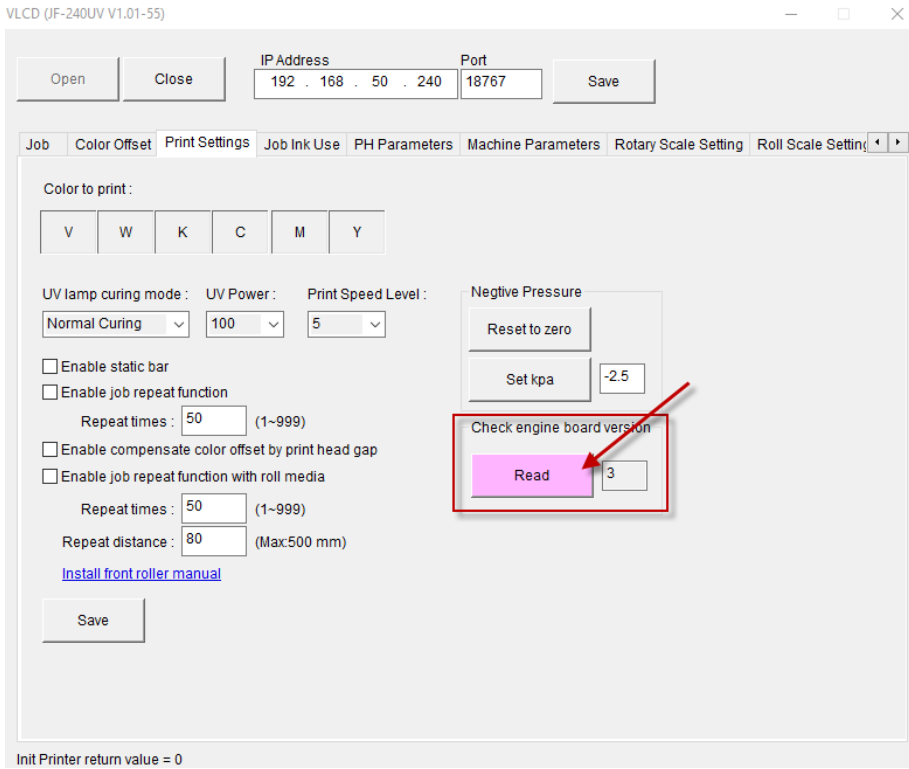 VLCD (JF-240UV V1.01-55)
IP Address Port
Open Close 192 . 168 . 50 . 240 18767 Save
Job Color Offset Print Settings Job Ink Use PH Parameters Machine Parameters Rotary Scale Setting Roll Scale Setting
Color to print :
V W K C M Y
UV lamp curing mode : UV Power : Print Speed Level :
Normal Curing 100 5
Enable static bar
Enable job repeat function
Repeat times : 50 (1~999)
Enable compensate color offset by print head gap
Enable job repeat function with roll media
Repeat times : 50 (1~999)
Repeat distance : 80 (Max:500 mm)
Install front roller manual
Save
Negtive Pressure
Reset to zero
Set kpa -2.5
Check engine board version
Read 3
Init Printer return value = 0